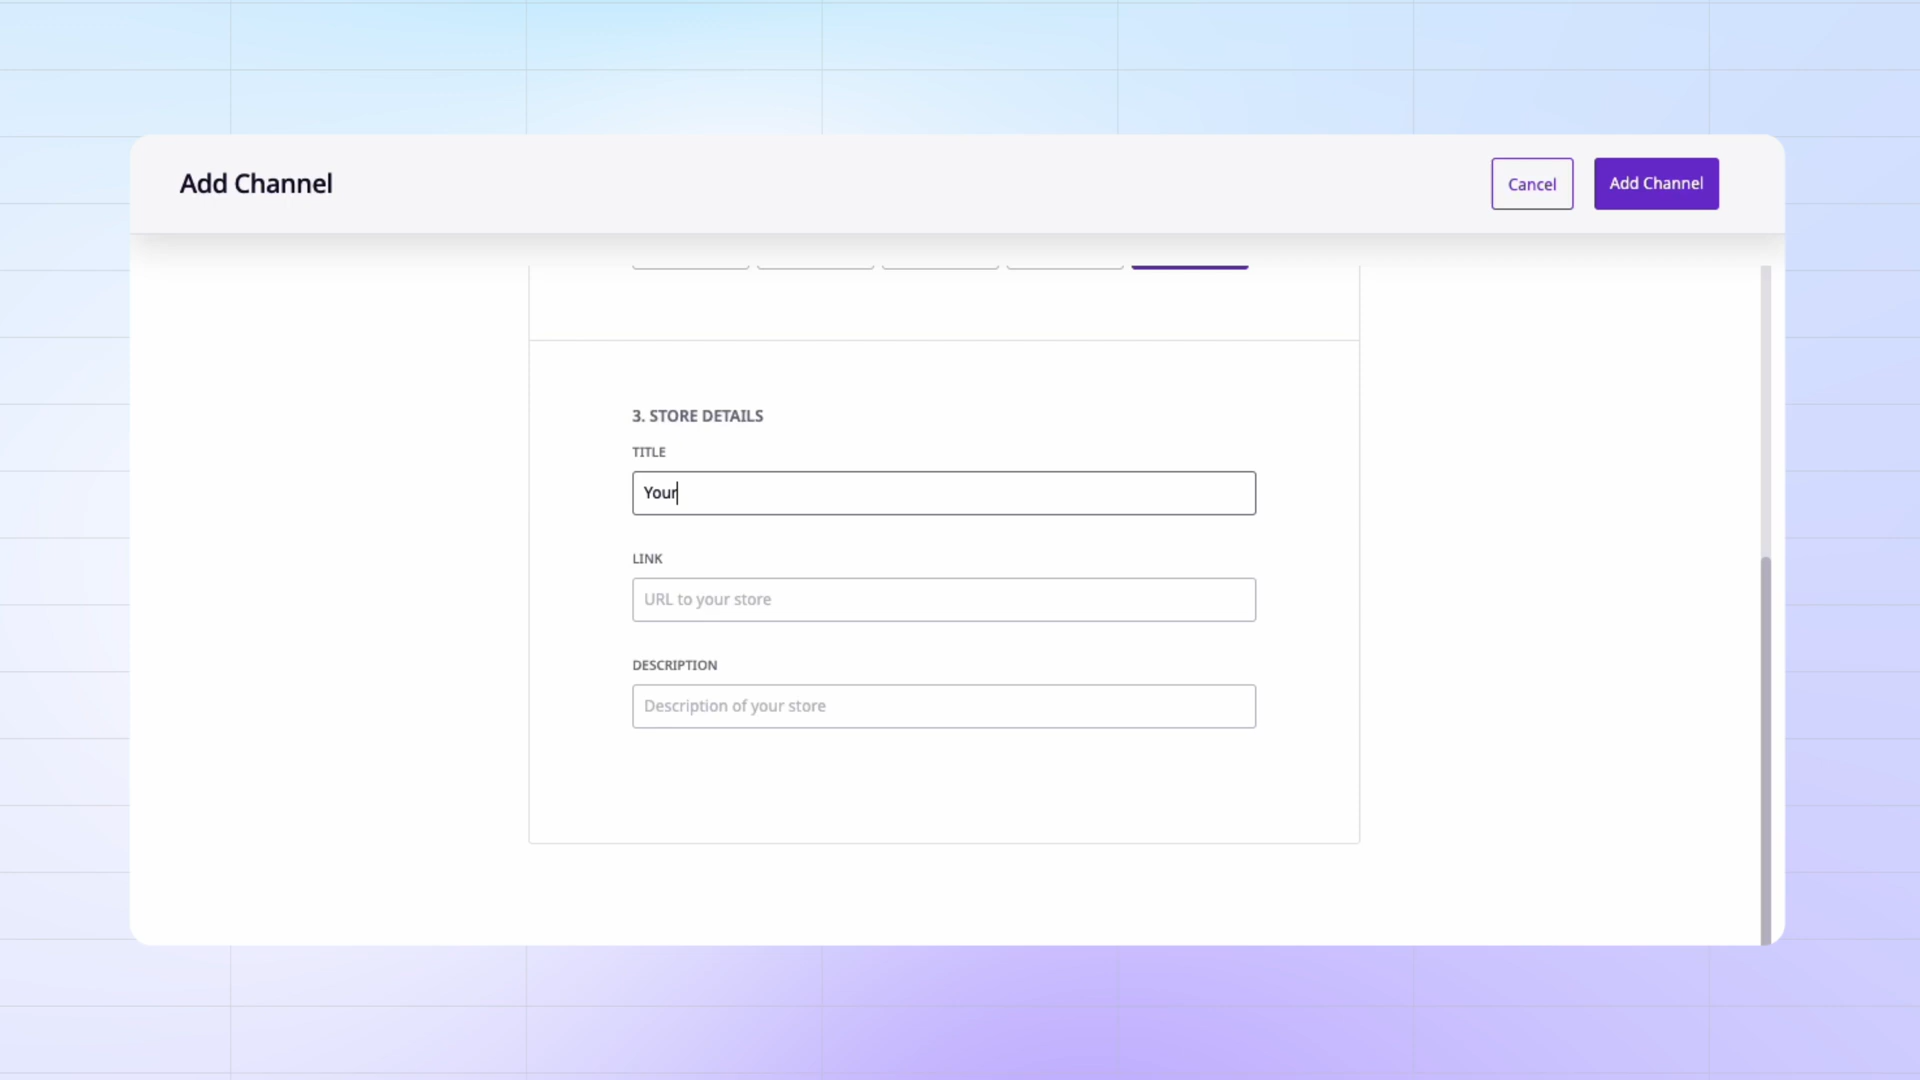 Add Channel
Cancel
Add Channel
3. STORE DETAILS
TITLE
Your
LINK
URL to your store
DESCRIPTION
Description of your store